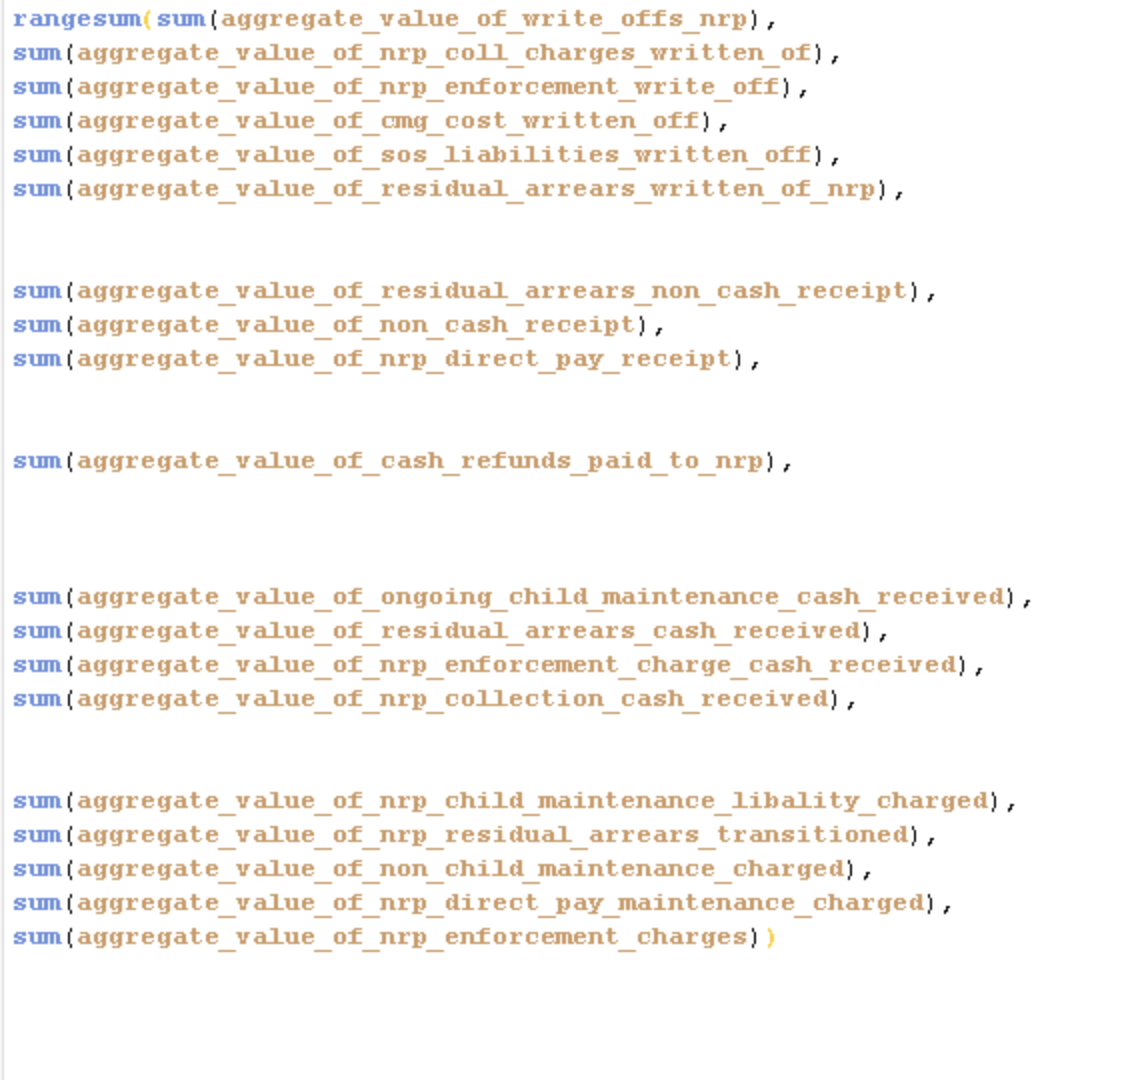 rangesum(sum(aggregate_value_of_write_offs_nrp),
sum(aggregate_value_of_nrp_coll_charges_written_of),
sum(aggregate_value_of_nrp_enforcement_write_off),
sum(aggregate_value_of_cmg_cost_written_off),
sum(aggregate_value_of_sos_liabilities_written_off),
sum(aggregate_value_of_residual_arrears_written_of_nrp),
sum(aggregate_value_of_residual_arrears_non_cash_receipt),
sum(aggregate_value_of_non_cash_receipt),
sum(aggregate_value_of_nrp_direct_pay_receipt),
sum(aggregate_value_of_cash_refunds_paid_to_nrp),
sum(aggregate_value_of_ongoing_child_maintenance_cash_received),
sum(aggregate_value_of_residual_arrears_cash_received),
sum(aggregate_value_of_nrp_enforcement_charge_cash_received),
sum(aggregate_value_of_nrp_collection_cash_received),
sum(aggregate_value_of_nrp_child_maintenance_libality_charged),
sum(aggregate_value_of_nrp_residual_arrears_transitioned),
sum(aggregate_value_of_non_child_maintenance_charged),
sum(aggregate_value_of_nrp_direct_pay_maintenance_charged),
sum(aggregate_value_of_nrp_enforcement_charges))